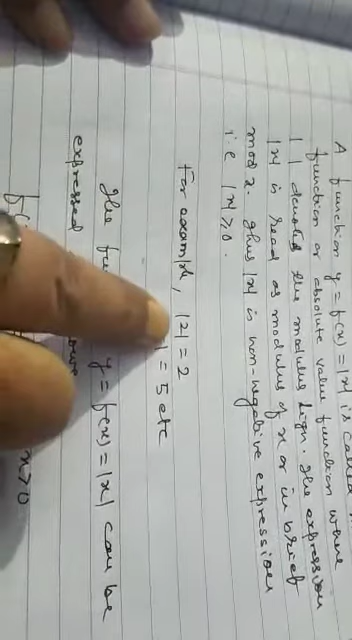 A function y = f(x) = |x| is called
function or absolute value function where
| | denotes the modulus sign. The expression
|x| is read as modulus of x or in brief
mod x. Thus |x| is non-negative expression
i.e |x| ≥ 0.
For example, |2| = 2
| = 5 etc
The y = f(x) = |x| can be
expressed
x > 0